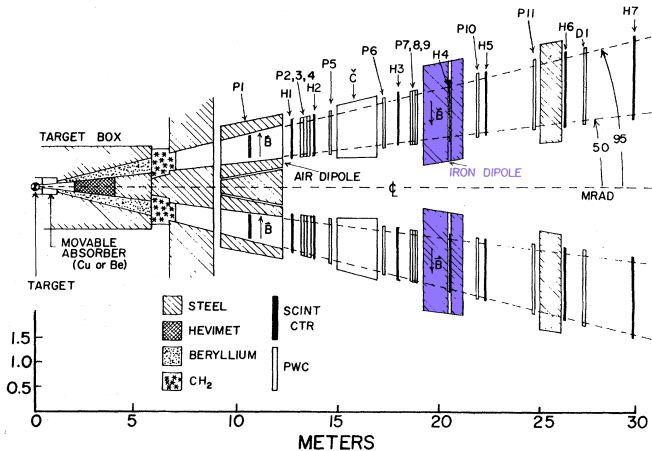 H7
P11
H6
D1
P10
H5
P7,8,9
H4
P6
H3
Č
P5
P2,3,4
H2
H1
P1
B
B
TARGET BOX
AIR DIPOLE
IRON DIPOLE
50
95
MRAD
℄
MOVABLE
ABSORBER
(Cu or Be)
TARGET
B
B
STEEL
HEVIMET
BERYLLIUM
CH2
SCINT
CTR
PWC
1.5
1.0
0.5
0 5 10 15 20 25 30
METERS